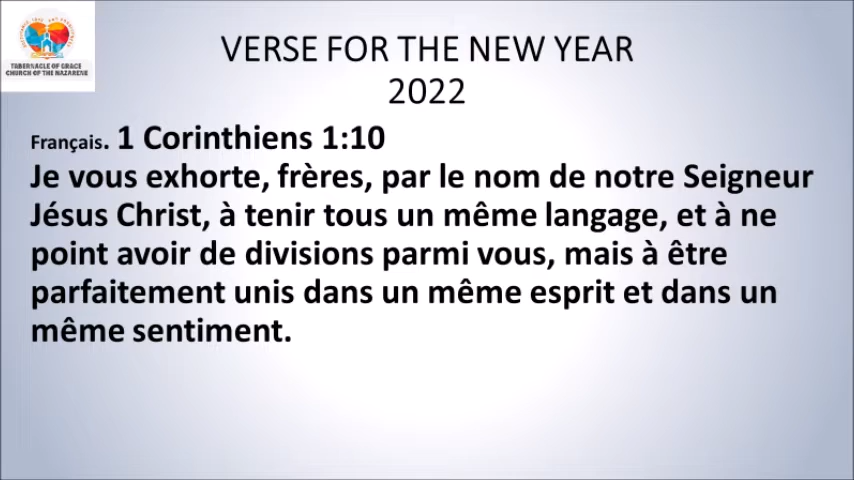 TABERNACLE OF GRACE
CHURCH OF THE NAZARENE
VERSE FOR THE NEW YEAR
2022
Français. 1 Corinthiens 1:10
Je vous exhorte, frères, par le nom de notre Seigneur
Jésus Christ, à tenir tous un même langage, et à ne
point avoir de divisions parmi vous, mais à être
parfaitement unis dans un même esprit et dans un
même sentiment.